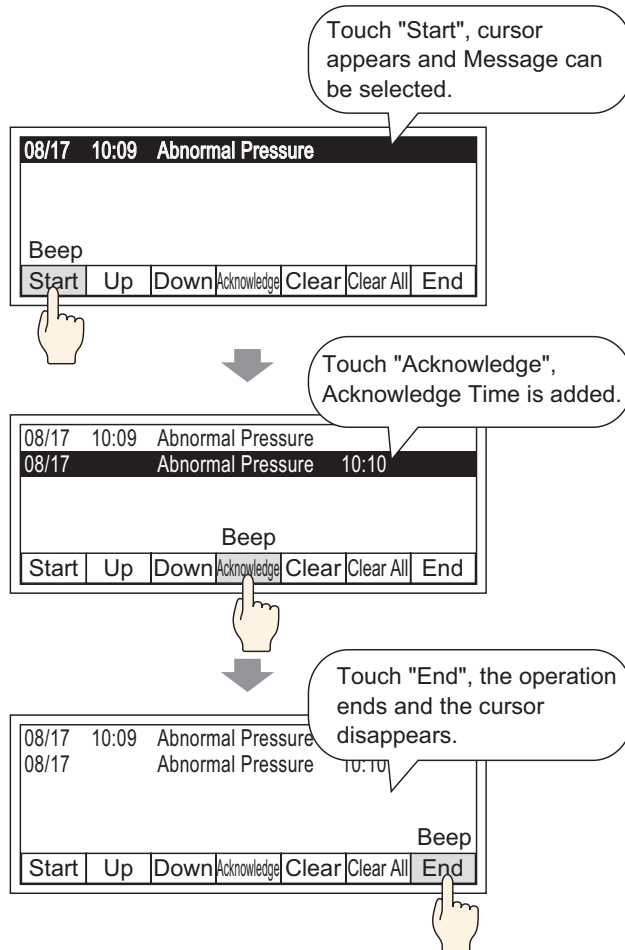 Touch "Start", cursor
appears and Message can
be selected.
08/17 10:09 Abnormal Pressure
Beep
Start Up Down Acknowledge Clear Clear All End
Touch "Acknowledge",
Acknowledge Time is added.
08/17 10:09 Abnormal Pressure
08/17 Abnormal Pressure 10:10
Beep
Start Up Down Acknowledge Clear Clear All End
Touch "End", the operation
ends and the cursor
disappears.
08/17 10:09 Abnormal Pressure
08/17 Abnormal Pressure 10:10
Beep
Start Up Down Acknowledge Clear Clear All End